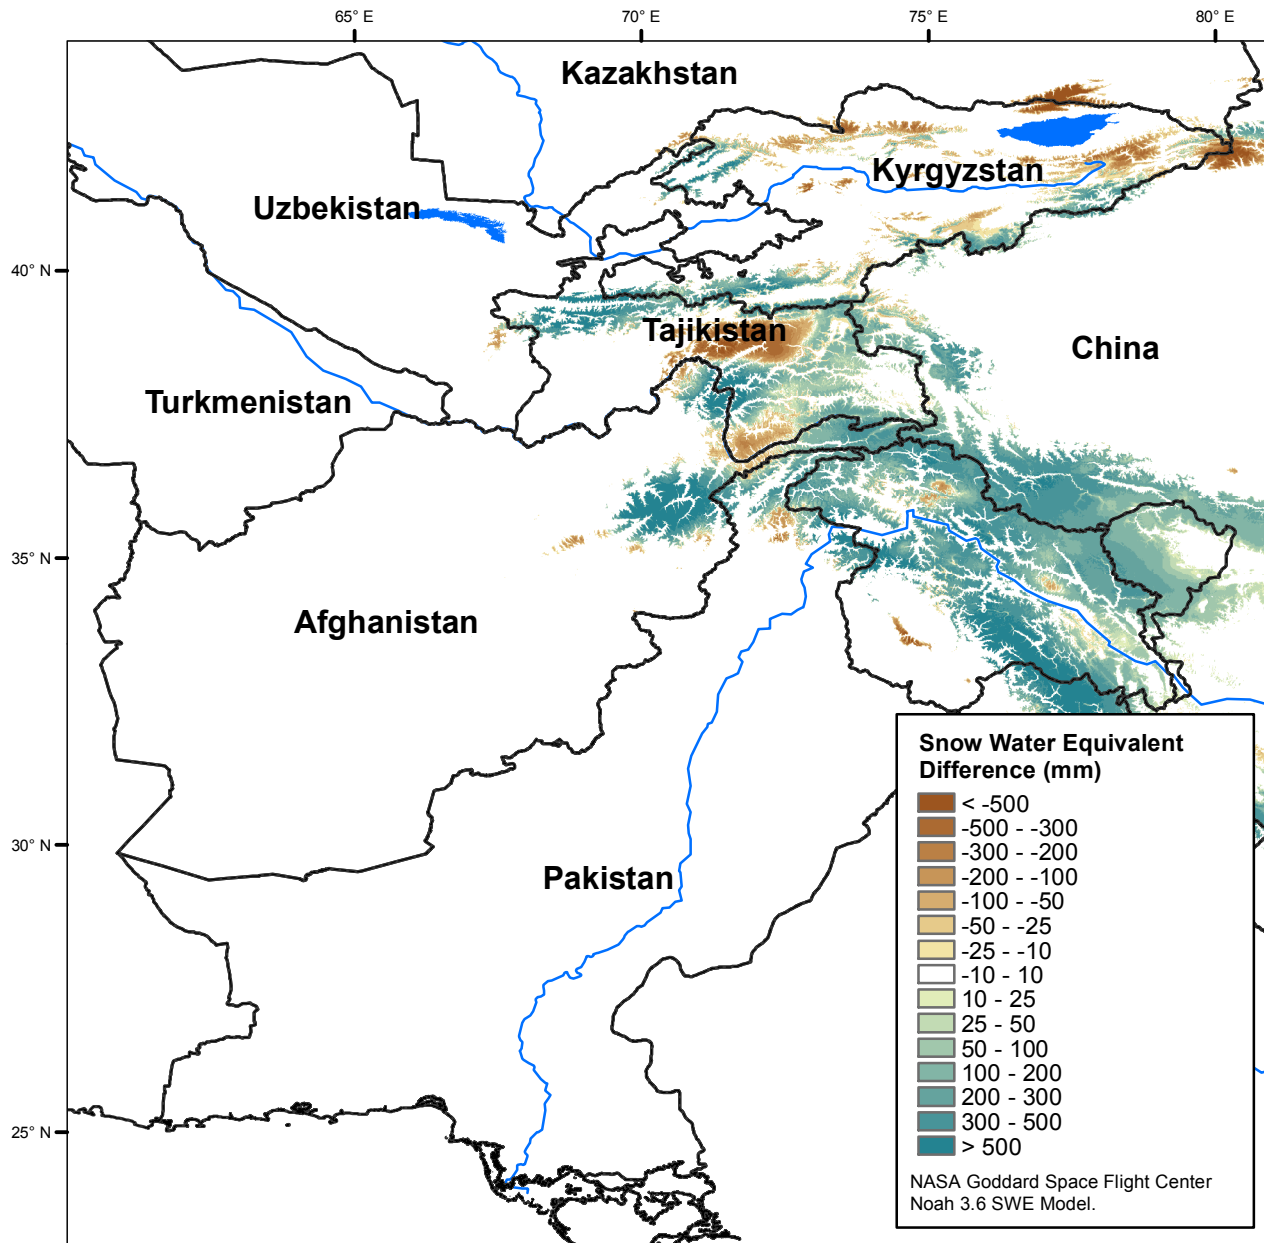 65° E
70° E
75° E
80° E
Kazakhstan
Kyrgyzstan
Uzbekistan
40° N
Tajikistan
China
Turkmenistan
35° N
Afghanistan
Snow Water Equivalent
Difference (mm)
< -500
-500 - -300
-300 - -200
-200 - -100
-100 - -50
-50 - -25
-25 - -10
-10 - 10
10 - 25
25 - 50
50 - 100
100 - 200
200 - 300
300 - 500
> 500
NASA Goddard Space Flight Center
Noah 3.6 SWE Model.
30° N
Pakistan
25° N